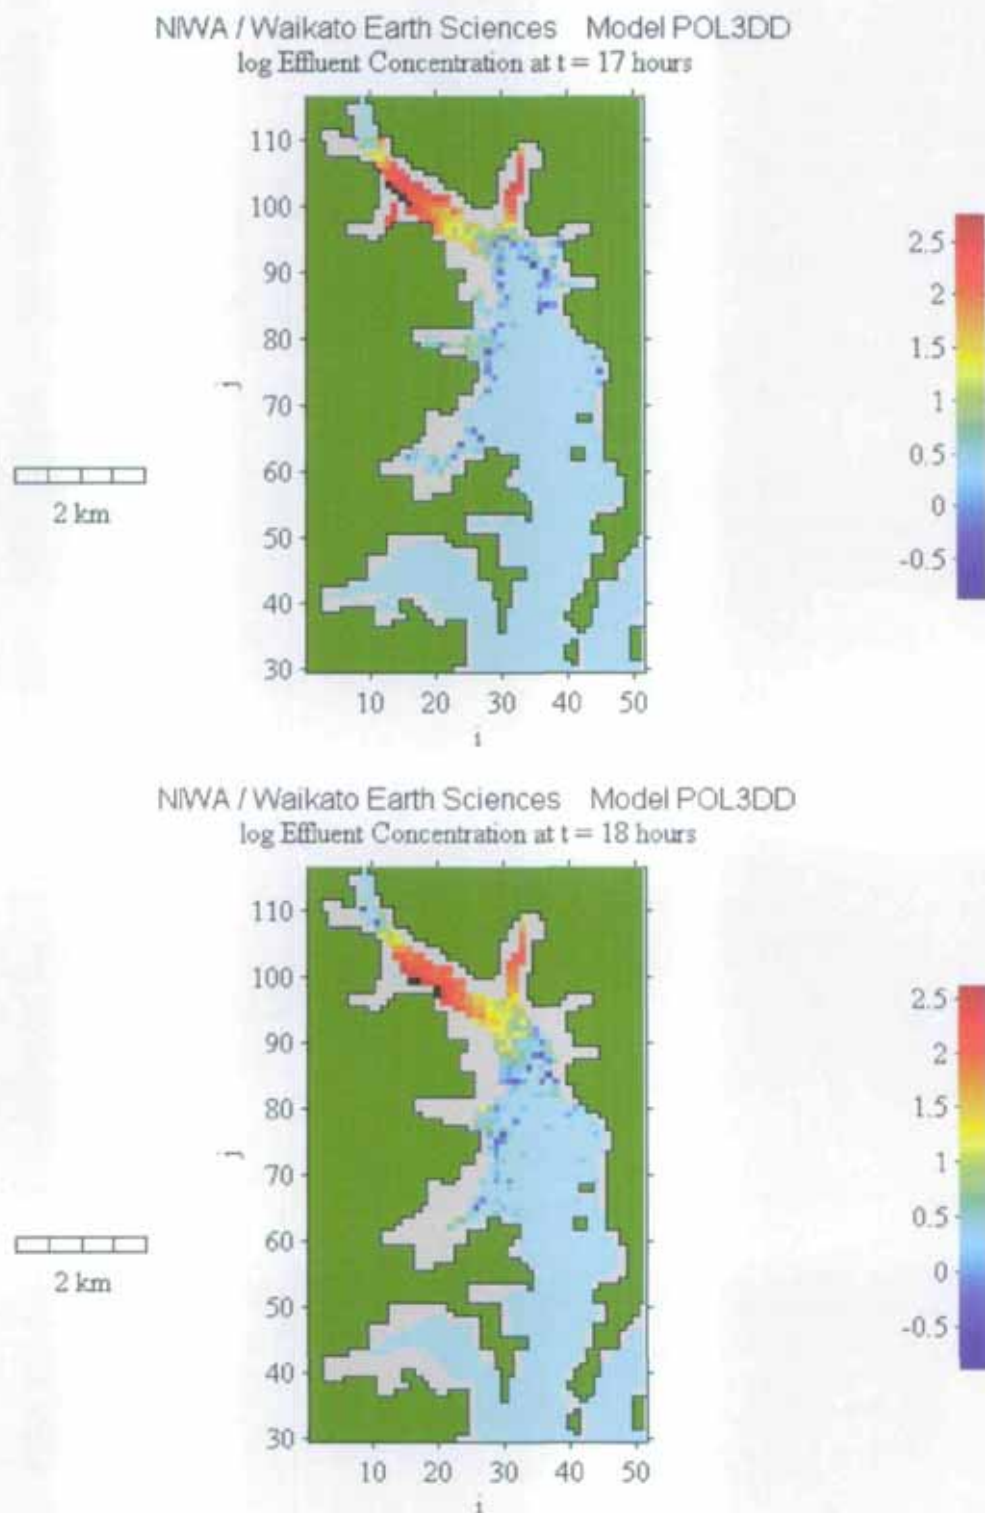 NIWA / Waikato Earth Sciences Model POL3DD
log Effluent Concentration at t = 17 hours
110
100
90
80
70
60
50
40
30
j
10 20 30 40 50
i
2 km
2.5
2
1.5
1
0.5
0
-0.5
NIWA / Waikato Earth Sciences Model POL3DD
log Effluent Concentration at t = 18 hours
110
100
90
80
70
60
50
40
30
j
10 20 30 40 50
i
2 km
2.5
2
1.5
1
0.5
0
-0.5